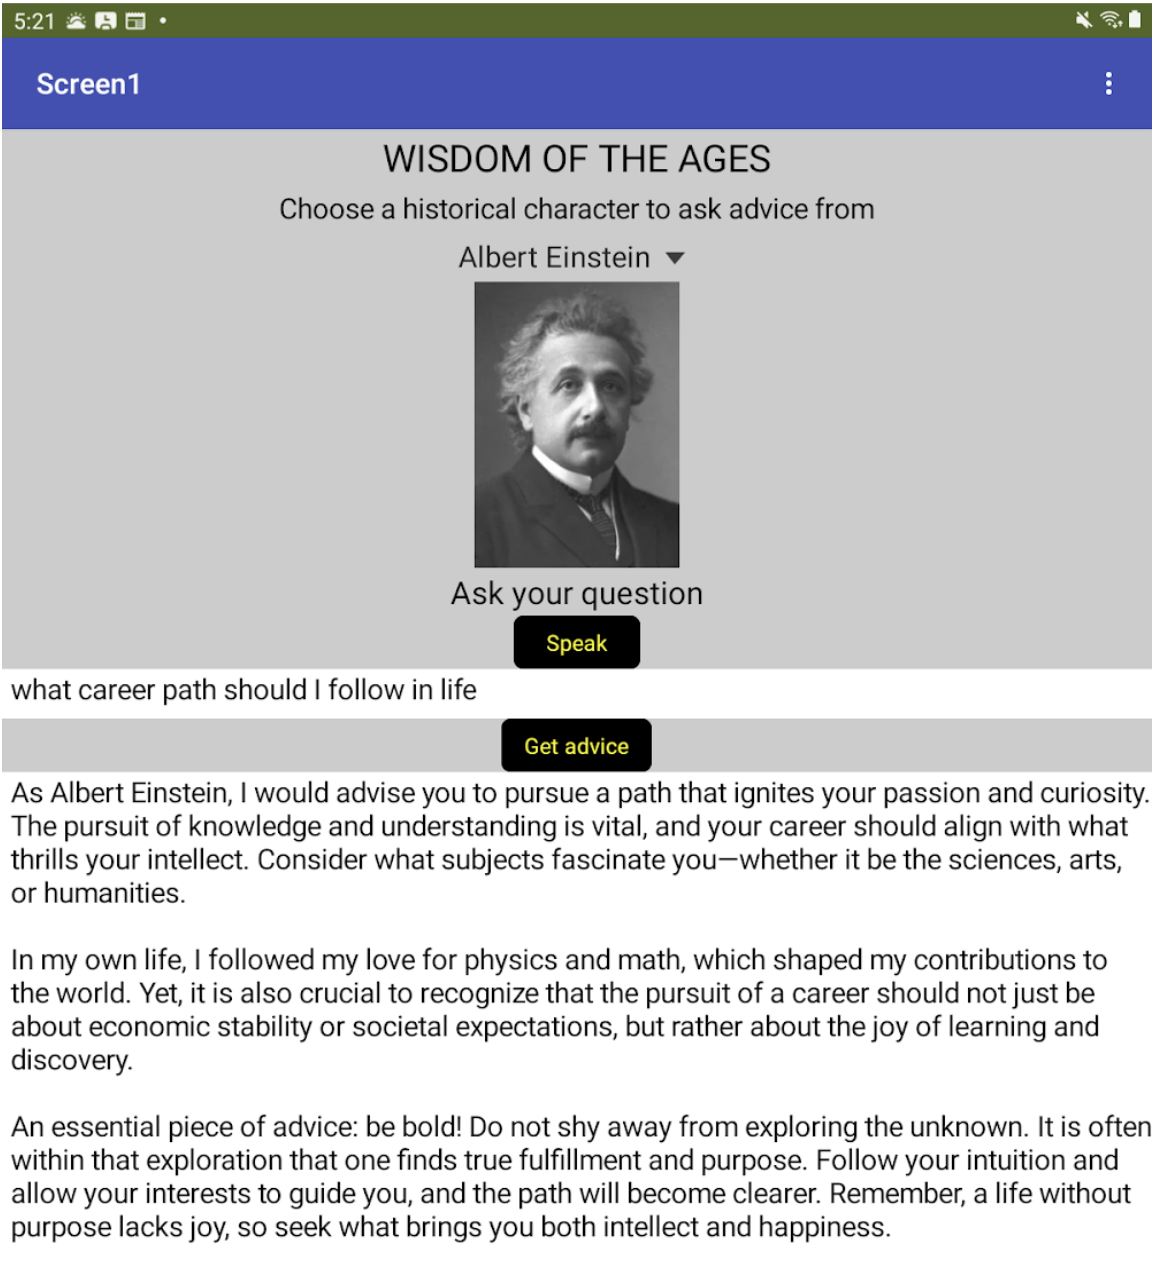 5:21
Screen1
WISDOM OF THE AGES
Choose a historical character to ask advice from
Albert Einstein
Ask your question
Speak
what career path should I follow in life
Get advice
As Albert Einstein, I would advise you to pursue a path that ignites your passion and curiosity.
The pursuit of knowledge and understanding is vital, and your career should align with what
thrills your intellect. Consider what subjects fascinate you—whether it be the sciences, arts,
or humanities.
In my own life, I followed my love for physics and math, which shaped my contributions to
the world. Yet, it is also crucial to recognize that the pursuit of a career should not just be
about economic stability or societal expectations, but rather about the joy of learning and
discovery.
An essential piece of advice: be bold! Do not shy away from exploring the unknown. It is often
within that exploration that one finds true fulfillment and purpose. Follow your intuition and
allow your interests to guide you, and the path will become clearer. Remember, a life without
purpose lacks joy, so seek what brings you both intellect and happiness.